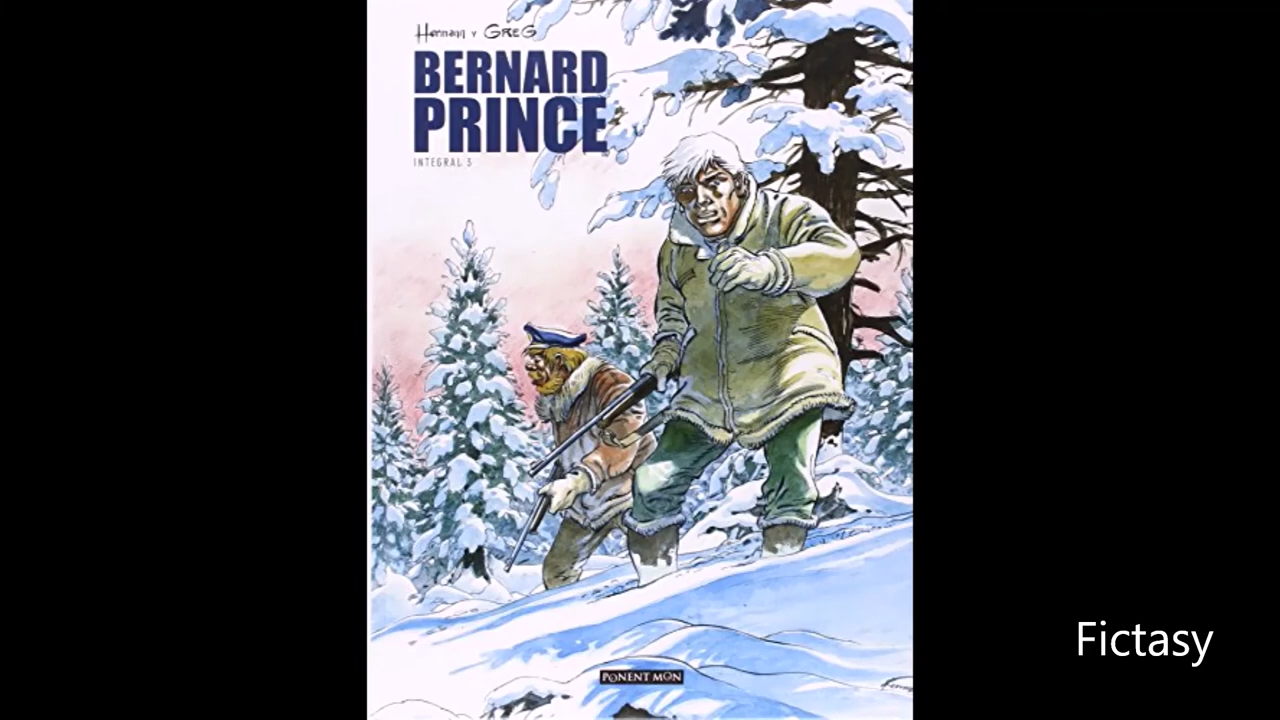 Hermann y GREG
BERNARD
PRINCE
INTEGRAL 3
PONENT MON
Fictasy